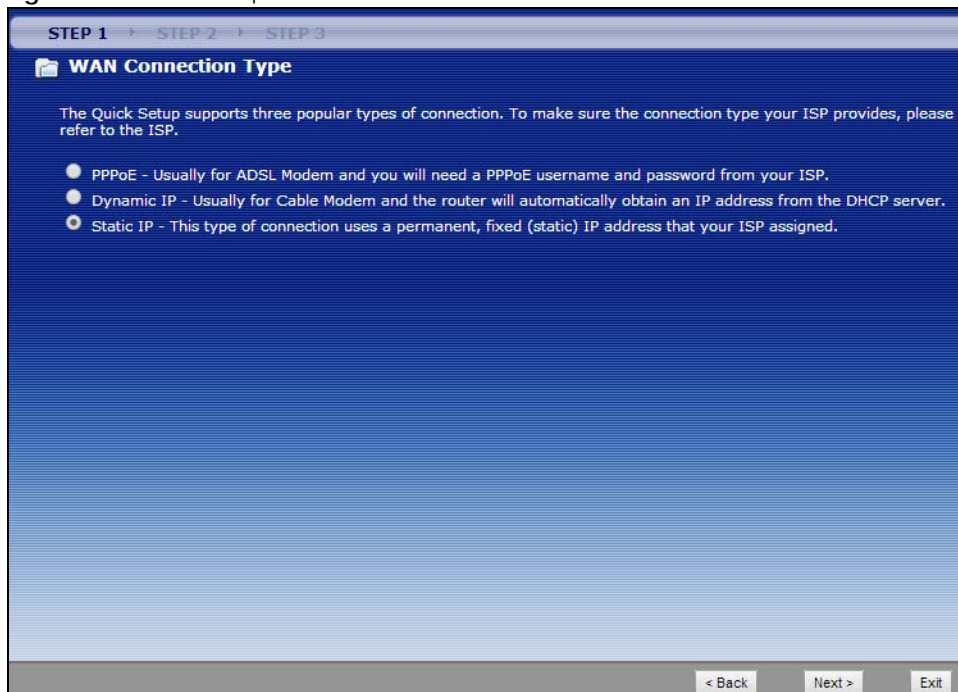 STEP 1 STEP 2 STEP 3
WAN Connection Type
The Quick Setup supports three popular types of connection. To make sure the connection type your ISP provides, please
refer to the ISP.
PPPoE - Usually for ADSL Modem and you will need a PPPoE username and password from your ISP.
Dynamic IP - Usually for Cable Modem and the router will automatically obtain an IP address from the DHCP server.
Static IP - This type of connection uses a permanent, fixed (static) IP address that your ISP assigned.
< Back Next > Exit